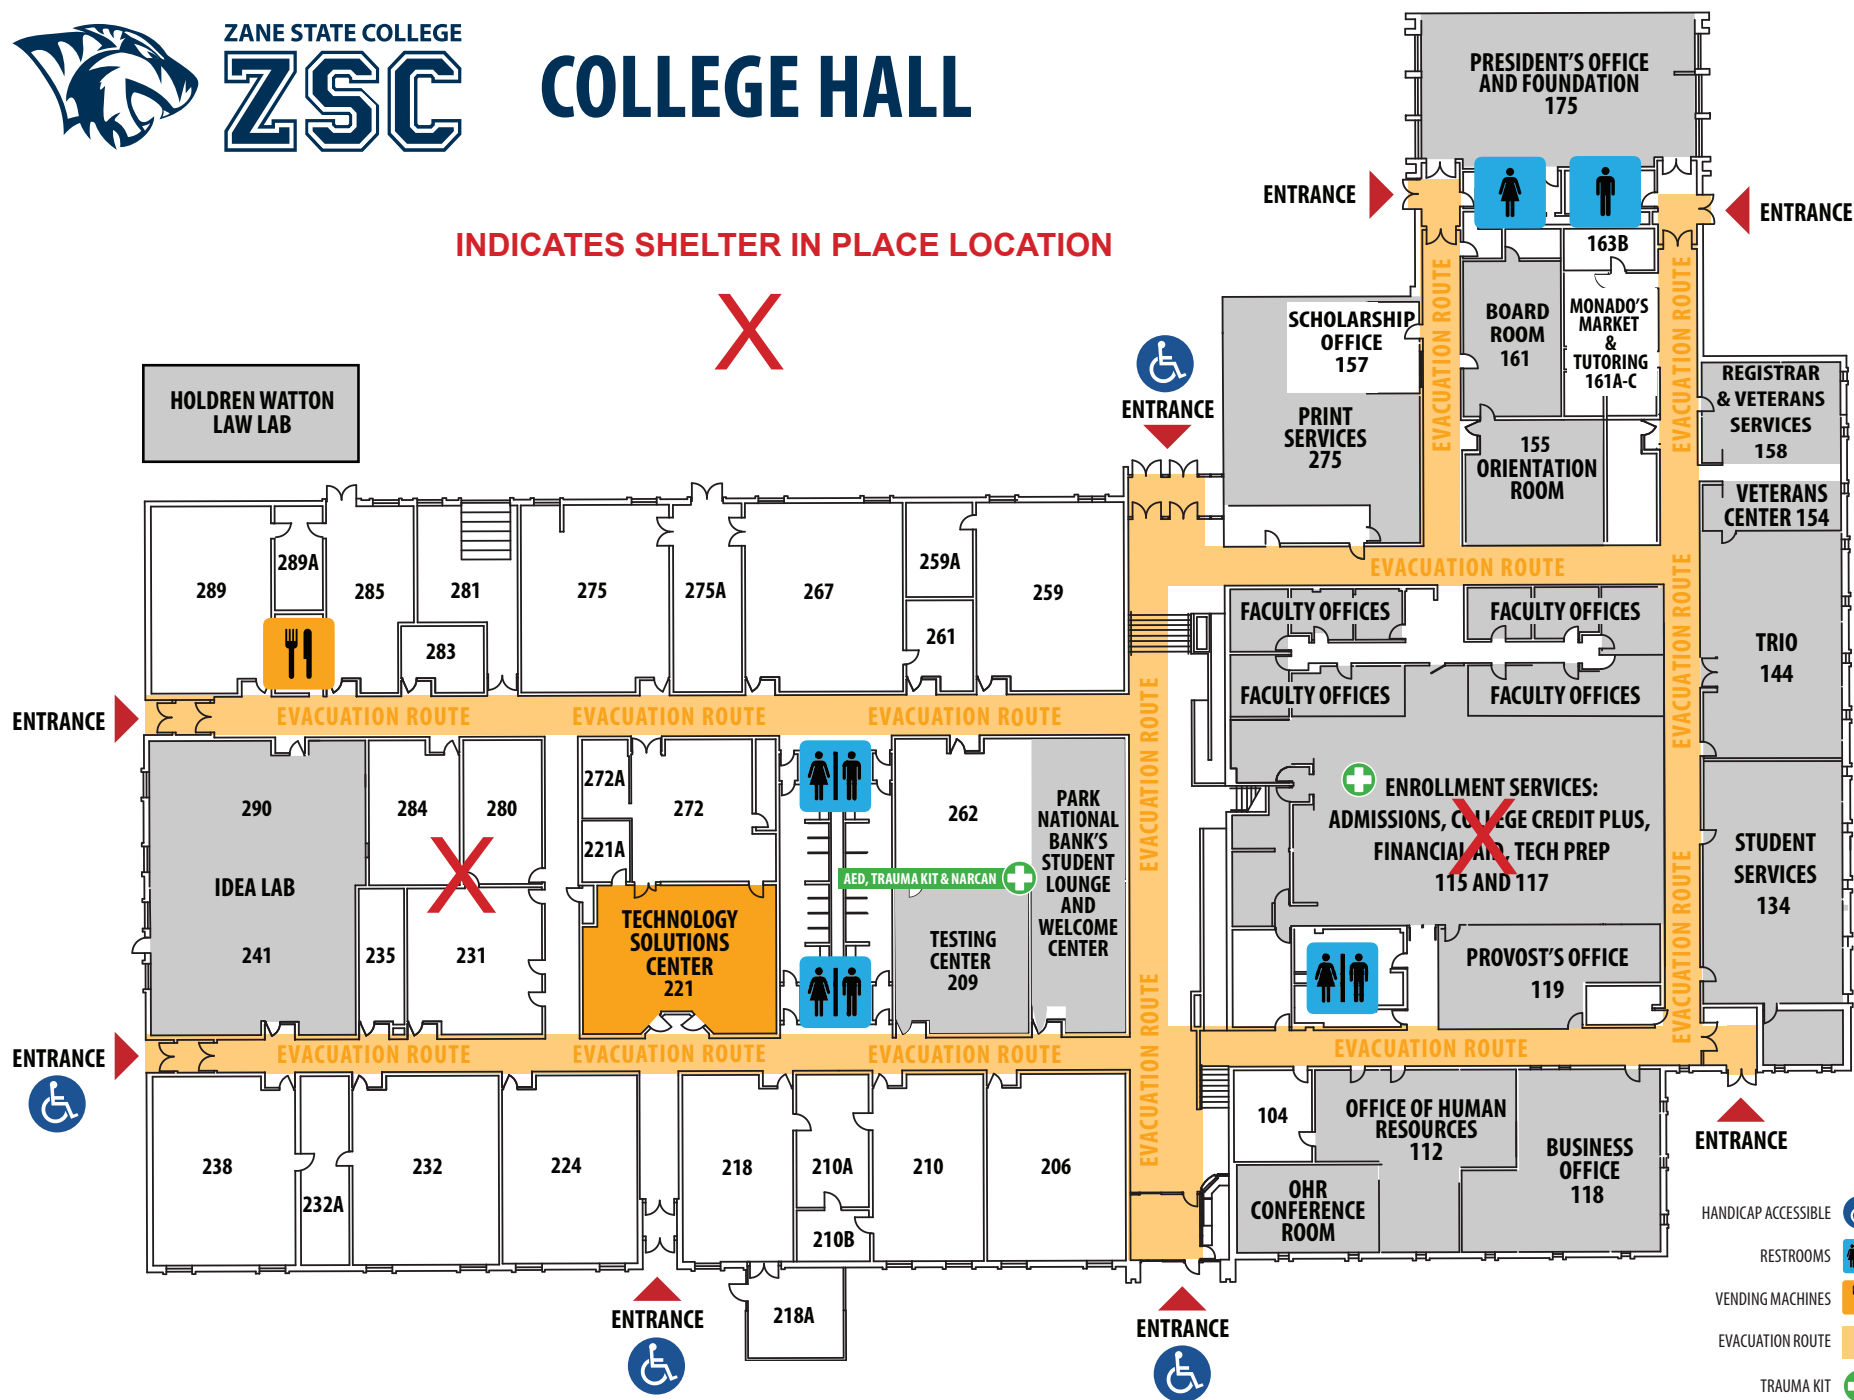 ZANE STATE COLLEGE
ZSC
COLLEGE HALL
INDICATES SHELTER IN PLACE LOCATION
X
PRESIDENT'S OFFICE
AND FOUNDATION
175
ENTRANCE
ENTRANCE
163B
EVACUATION ROUTE
EVACUATION ROUTE
SCHOLARSHIP
OFFICE
157
BOARD
ROOM
161
MONADO'S
MARKET
&
TUTORING
161A-C
REGISTRAR
& VETERANS
SERVICES
158
HOLDREN WATTON
LAW LAB
ENTRANCE
PRINT
SERVICES
275
155
ORIENTATION
ROOM
VETERANS
CENTER 154
289
289A
285
281
283
275
275A
267
259A
261
259
EVACUATION ROUTE
EVACUATION ROUTE
FACULTY OFFICES
FACULTY OFFICES
FACULTY OFFICES
FACULTY OFFICES
TRIO
144
ENTRANCE
EVACUATION ROUTE
EVACUATION ROUTE
EVACUATION ROUTE
EVACUATION ROUTE
290
IDEA LAB
241
284
280
X
235
231
272A
272
221A
TECHNOLOGY
SOLUTIONS
CENTER
221
262
AED, TRAUMA KIT & NARCAN
TESTING
CENTER
209
PARK
NATIONAL
BANK'S
STUDENT
LOUNGE
AND
WELCOME
CENTER
ENROLLMENT SERVICES:
ADMISSIONS, COLLEGE CREDIT PLUS,
FINANCIAL AID, TECH PREP
115 AND 117
X
STUDENT
SERVICES
134
EVACUATION ROUTE
PROVOST'S OFFICE
119
EVACUATION ROUTE
ENTRANCE
EVACUATION ROUTE
EVACUATION ROUTE
EVACUATION ROUTE
EVACUATION ROUTE
238
232A
232
224
218
210A
210B
210
206
218A
104
OFFICE OF HUMAN
RESOURCES
112
OHR
CONFERENCE
ROOM
BUSINESS
OFFICE
118
ENTRANCE
ENTRANCE
ENTRANCE
HANDICAP ACCESSIBLE
RESTROOMS
VENDING MACHINES
EVACUATION ROUTE
TRAUMA KIT